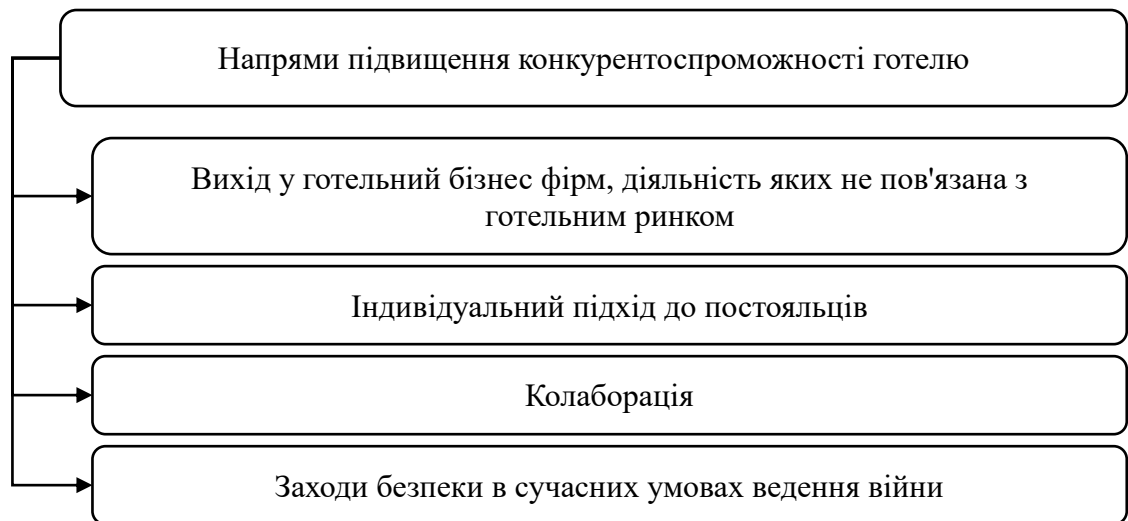 Напрями підвищення конкурентоспроможності готелю
Вихід у готельний бізнес фірм, діяльність яких не пов'язана з
готельним ринком
Індивідуальний підхід до постояльців
Колаборація
Заходи безпеки в сучасних умовах ведення війни